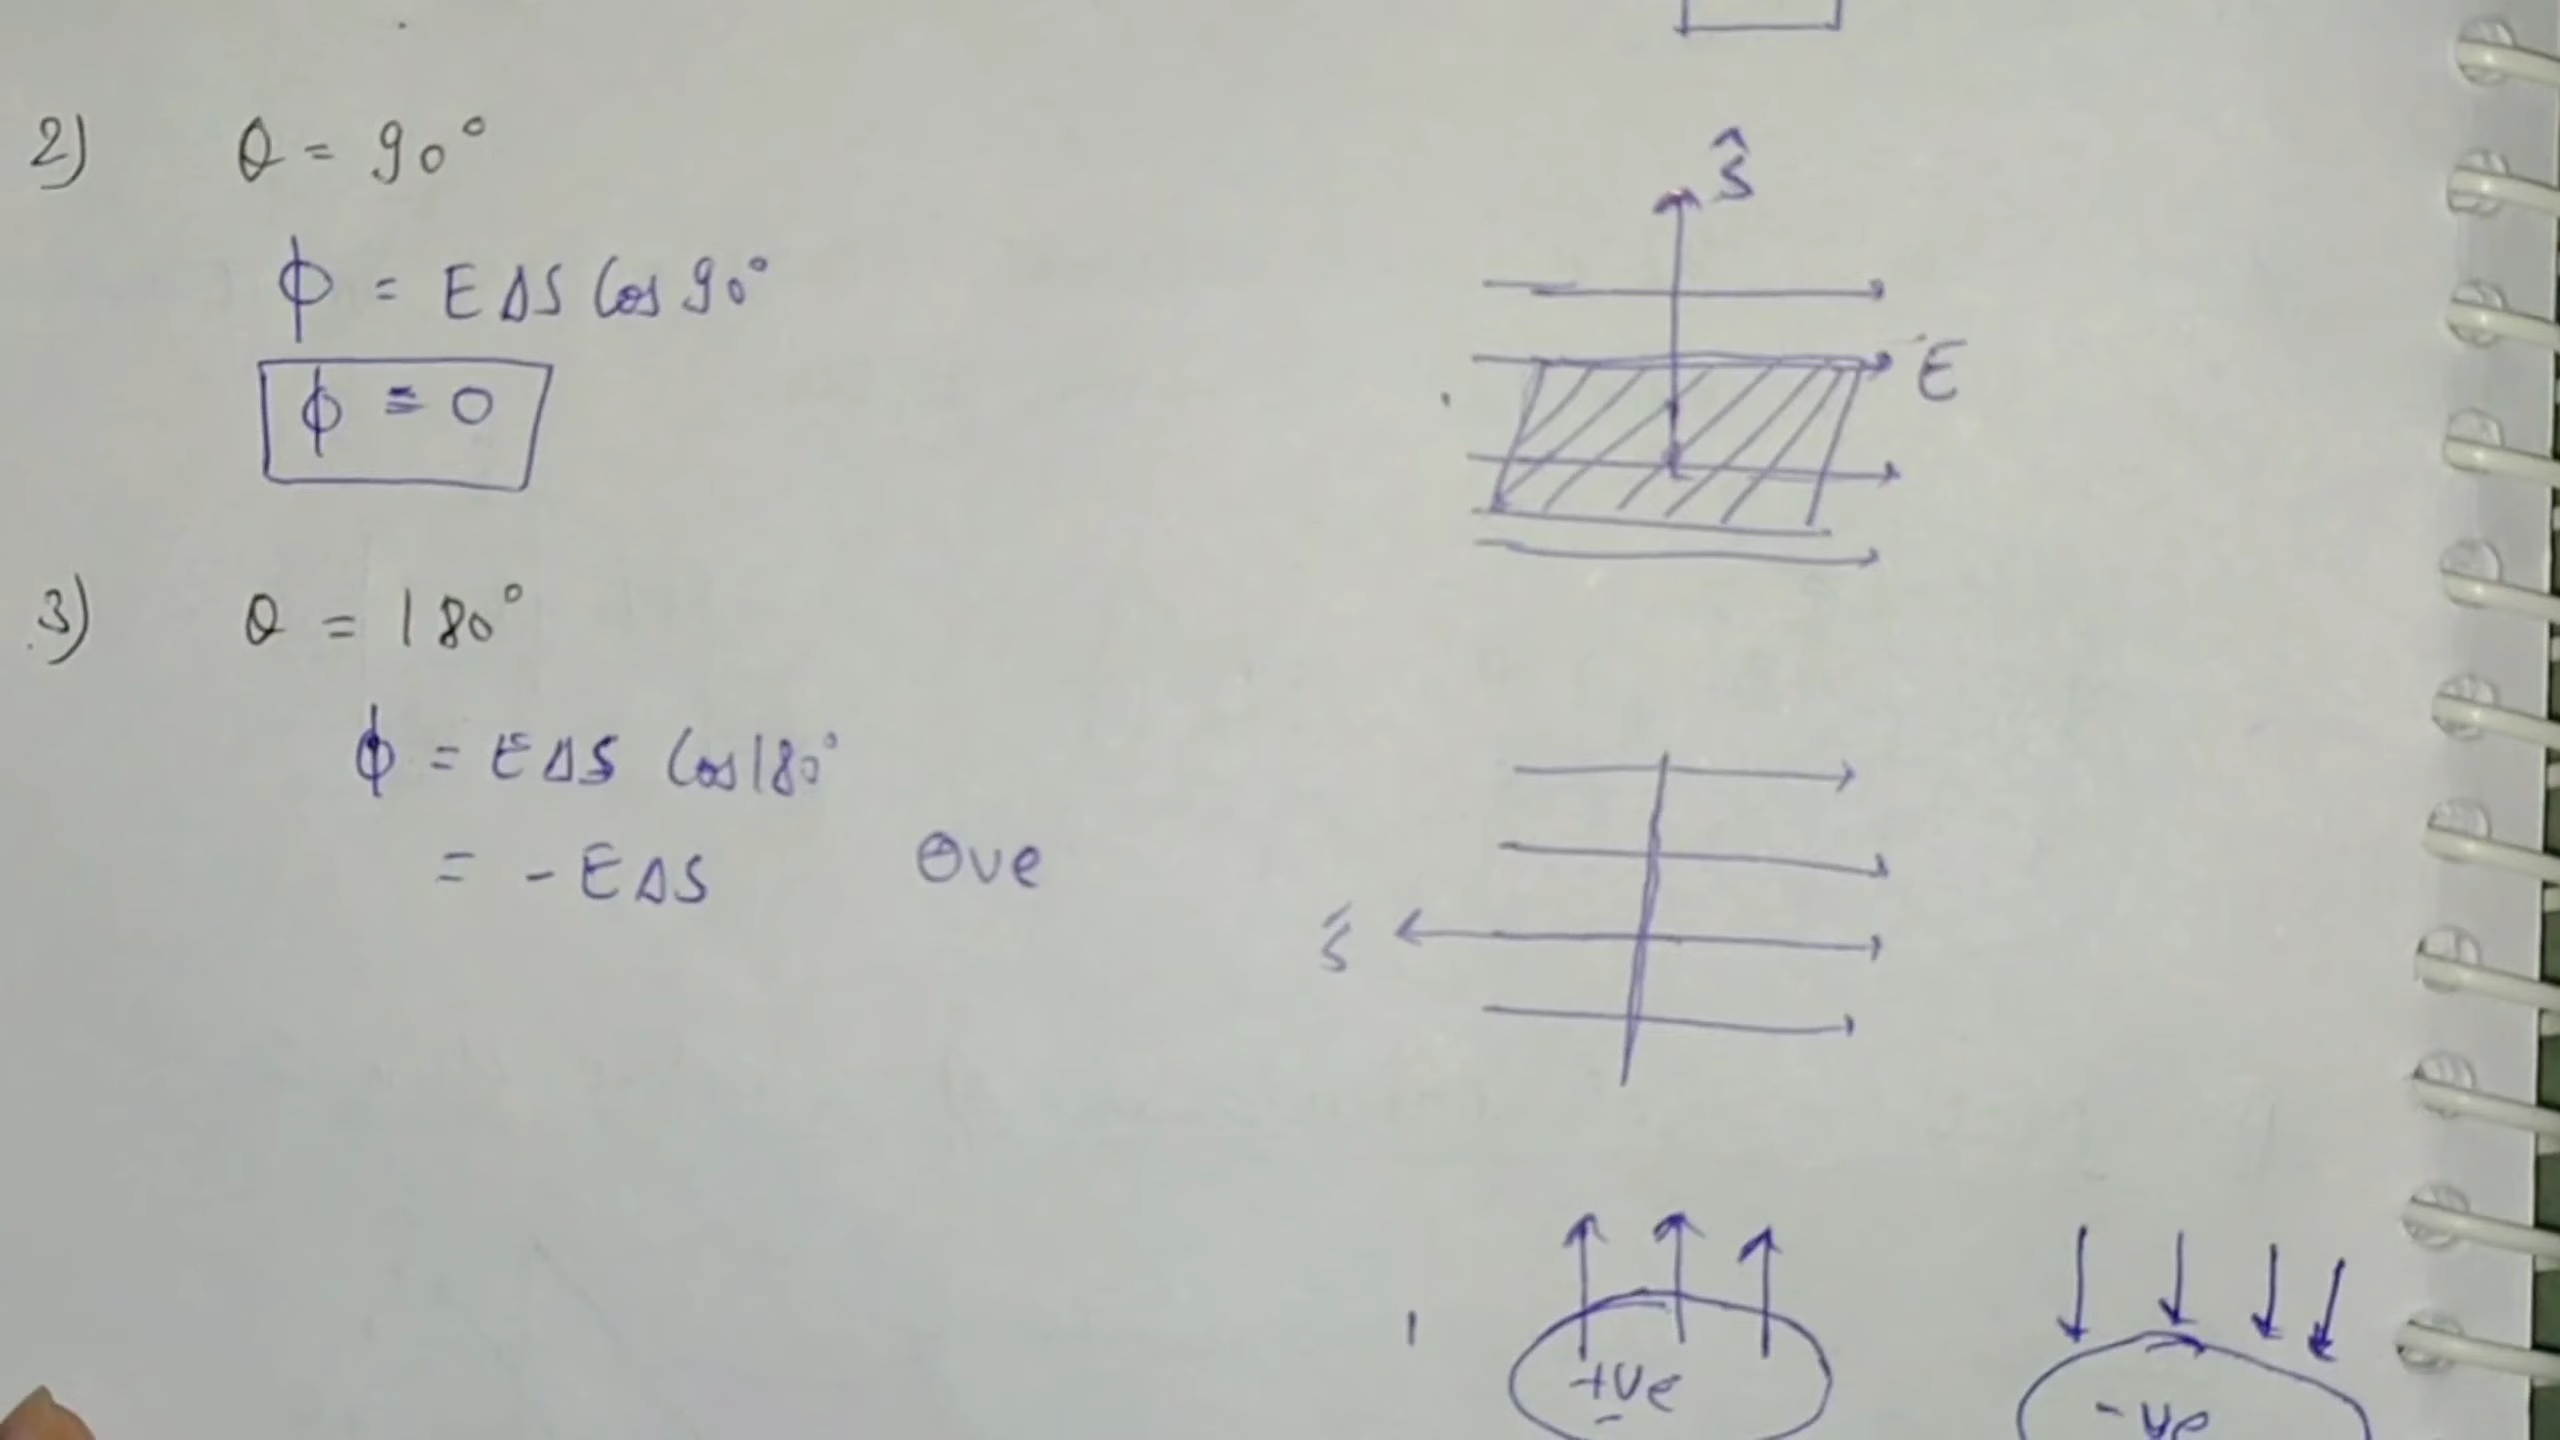 2) θ = 90°
ϕ = EΔS Cos 90°
ϕ = 0
Ŝ
E
3) θ = 180°
ϕ = EΔS Cos 180°
= - EΔS ⊖ve
Ŝ
+ve
-ve